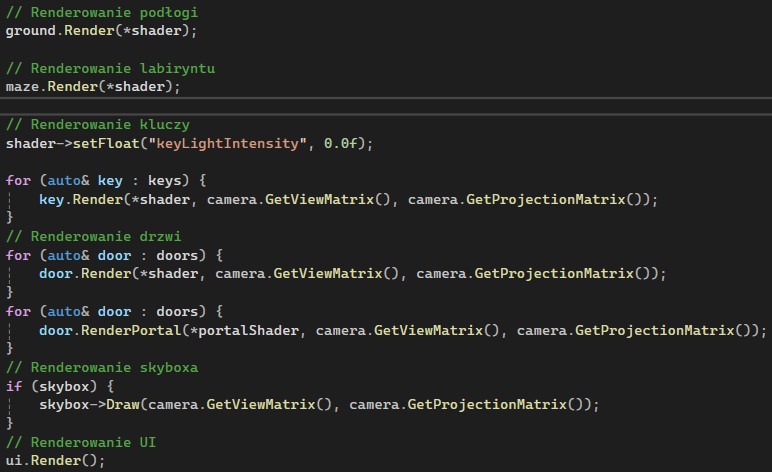 // Renderowanie podłogi
ground.Render(*shader);
// Renderowanie labiryntu
maze.Render(*shader);
// Renderowanie kluczy
shader->setFloat("keyLightIntensity", 0.0f);
for (auto& key : keys) {
key.Render(*shader, camera.GetViewMatrix(), camera.GetProjectionMatrix());
}
// Renderowanie drzwi
for (auto& door : doors) {
door.Render(*shader, camera.GetViewMatrix(), camera.GetProjectionMatrix());
}
for (auto& door : doors) {
door.RenderPortal(*portalShader, camera.GetViewMatrix(), camera.GetProjectionMatrix());
}
// Renderowanie skyboxa
if (skybox) {
skybox->Draw(camera.GetViewMatrix(), camera.GetProjectionMatrix());
}
// Renderowanie UI
ui.Render();